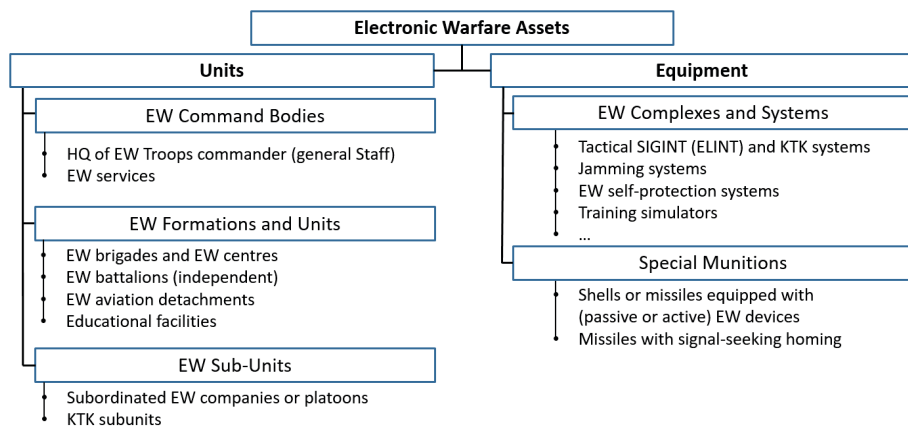 Electronic Warfare Assets
Units
EW Command Bodies
HQ of EW Troops commander (general Staff)
EW services
EW Formations and Units
EW brigades and EW centres
EW battalions (independent)
EW aviation detachments
Educational facilities
EW Sub-Units
Subordinated EW companies or platoons
KTK subunits
Equipment
EW Complexes and Systems
Tactical SIGINT (ELINT) and KTK systems
Jamming systems
EW self-protection systems
Training simulators
...
Special Munitions
Shells or missiles equipped with
(passive or active) EW devices
Missiles with signal-seeking homing